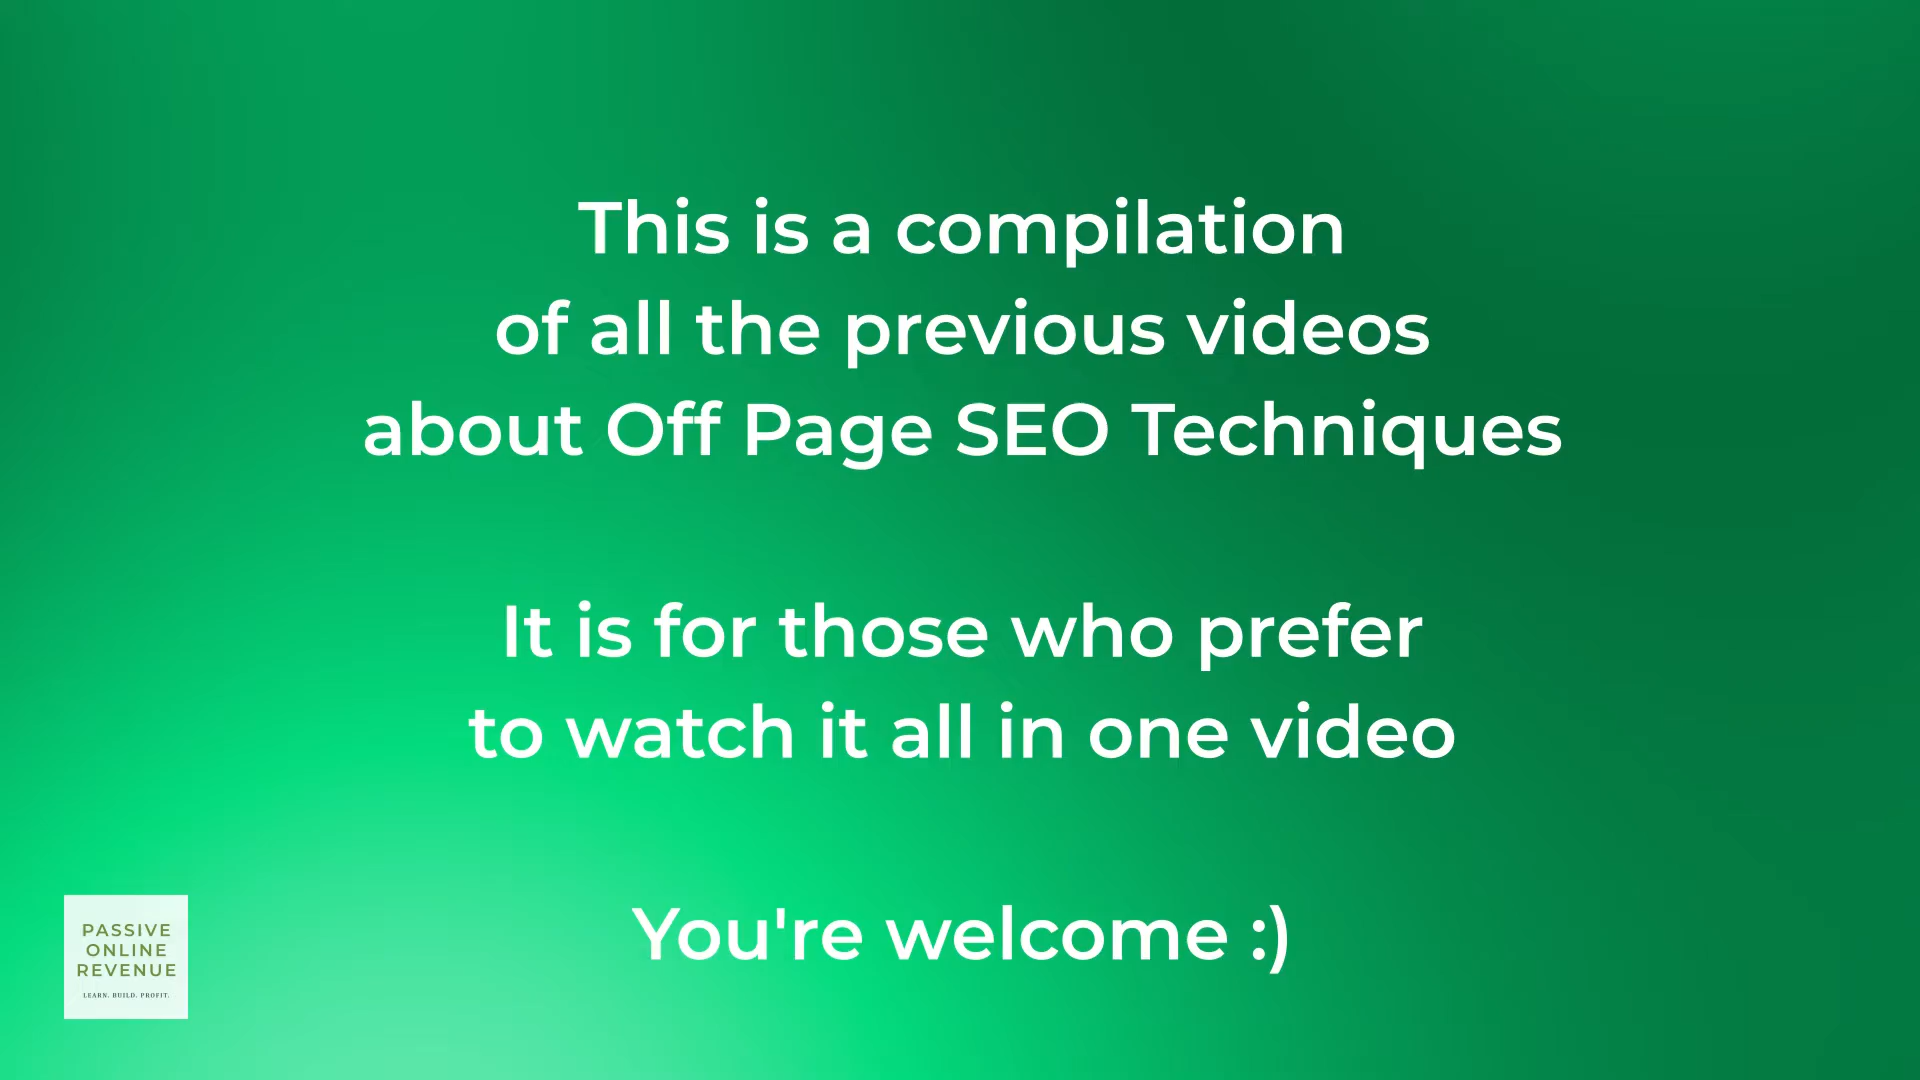 This is a compilation
of all the previous videos
about Off Page SEO Techniques
It is for those who prefer
to watch it all in one video
You're welcome :)
PASSIVE
ONLINE
REVENUE
LEARN. BUILD. PROFIT.